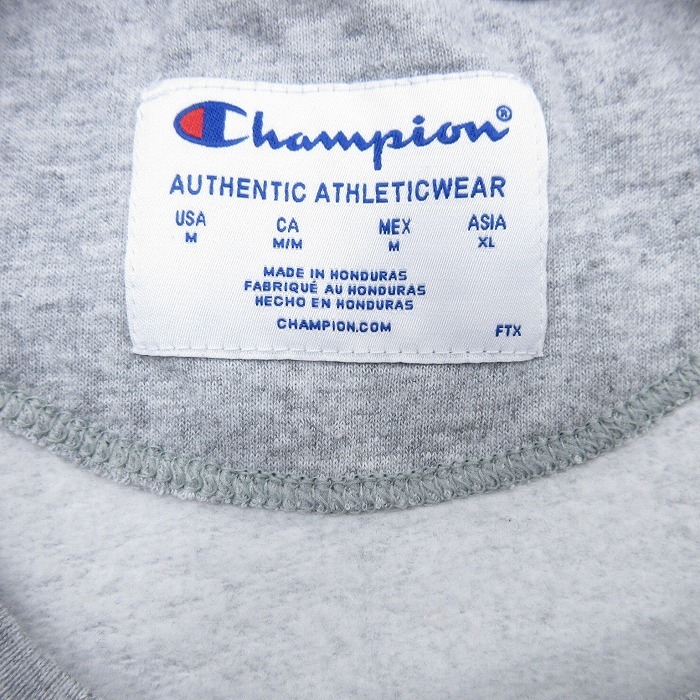 Champion®
AUTHENTIC ATHLETICWEAR
USA CA MEX ASIA
M M/M M XL
MADE IN HONDURAS
FABRIQUÉ AU HONDURAS
HECHO EN HONDURAS
CHAMPION.COM FTX